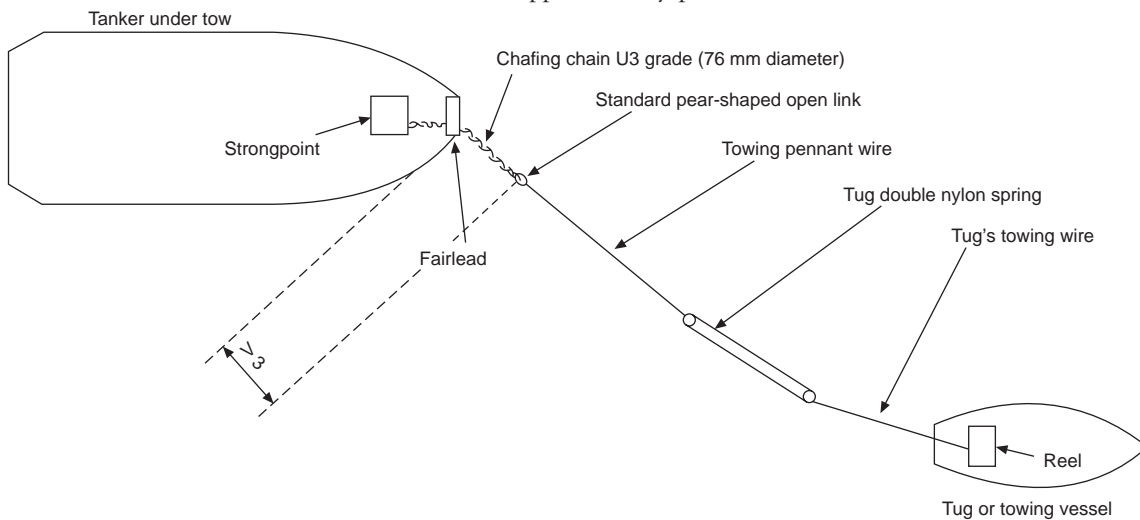 Tanker under tow
Chafing chain U3 grade (76 mm diameter)
Standard pear-shaped open link
Strongpoint
Towing pennant wire
Tug double nylon spring
Tug's towing wire
Fairlead
V 3
Reel
Tug or towing vessel